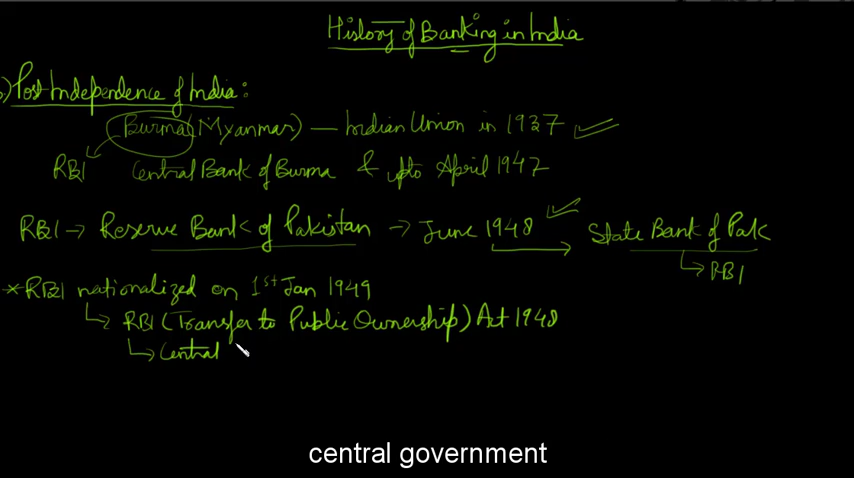 History of Banking in India
.) Post Independence of India:
Burma (Myanmar) — Indian Union in 1937
RBI Central Bank of Burma & upto April 1947
RBI → Reserve Bank of Pakistan → June 1948 → State Bank of Pak
RBI
*RBI nationalized on 1st Jan 1949
RBI (Transfer to Public Ownership) Act 1948
Central
central government